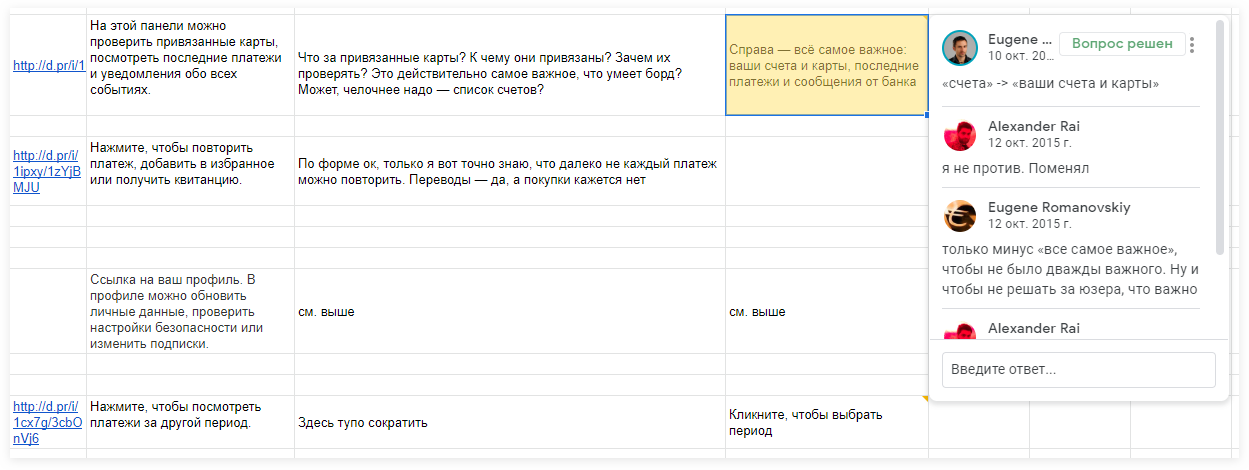 На этой панели можно
проверить привязанные карты,
посмотреть последние платежи
и уведомления обо всех
событиях.
http://d.pr/i/1
Что за привязанные карты? К чему они привязаны? Зачем их
проверять? Это действительно самое важное, что умеет борд?
Может, челночнее надо — список счетов?
Справа — всё самое важное:
ваши счета и карты, последние
платежи и сообщения от банка
Нажмите, чтобы повторить
платеж, добавить в избранное
или получить квитанцию.
http://d.pr/i/
1ipxy/1zYjB
MJU
По форме ок, только я вот точно знаю, что далеко не каждый платеж
можно повторить. Переводы — да, а покупки кажется нет
Ссылка на ваш профиль. В
профиле можно обновить
личные данные, проверить
настройки безопасности или
изменить подписки.
см. выше
см. выше
http://d.pr/i/
1cx7g/3cbO
nVj6
Нажмите, чтобы посмотреть
платежи за другой период.
Здесь тупо сократить
Кликните, чтобы выбрать
период
Eugene ...
Вопрос решен
10 окт. 20...
«счета» -> «ваши счета и карты»
Alexander Rai
12 окт. 2015 г.
я не против. Поменял
Eugene Romanovskiy
12 окт. 2015 г.
только минус «все самое важное»,
чтобы не было дважды важного. Ну и
чтобы не решать за юзера, что важно
Alexander Rai
Введите ответ...